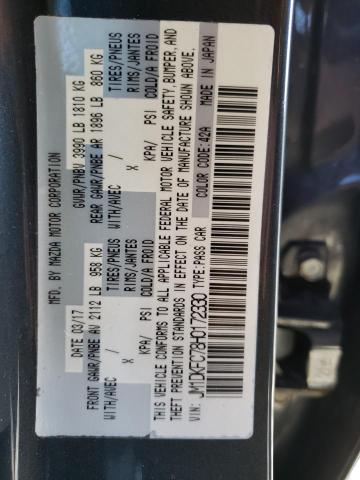 MFD. BY MAZDA MOTOR CORPORATION
DATE 03/17 GVWR/PNBV 3990 LB 1810 KG
FRONT GAWR/PNBE AV 2112 LB 958 KG REAR GAWR/PNBE AR 1896 LB 860 KG
TIRES/PNEUS TIRES/PNEUS
WITH/AVEC / X RIMS/JANTES WITH/AVEC / X RIMS/JANTES
KPA/ PSI COLD/A FROID KPA/ PSI COLD/A FROID
THIS VEHICLE CONFORMS TO ALL APPLICABLE FEDERAL MOTOR VEHICLE SAFETY, BUMPER, AND
THEFT PREVENTION STANDARDS IN EFFECT ON THE DATE OF MANUFACTURE SHOWN ABOVE.
VIN: JM1DKFC78H0172330 TYPE:PASS CAR COLOR CODE: 42A MADE IN JAPAN